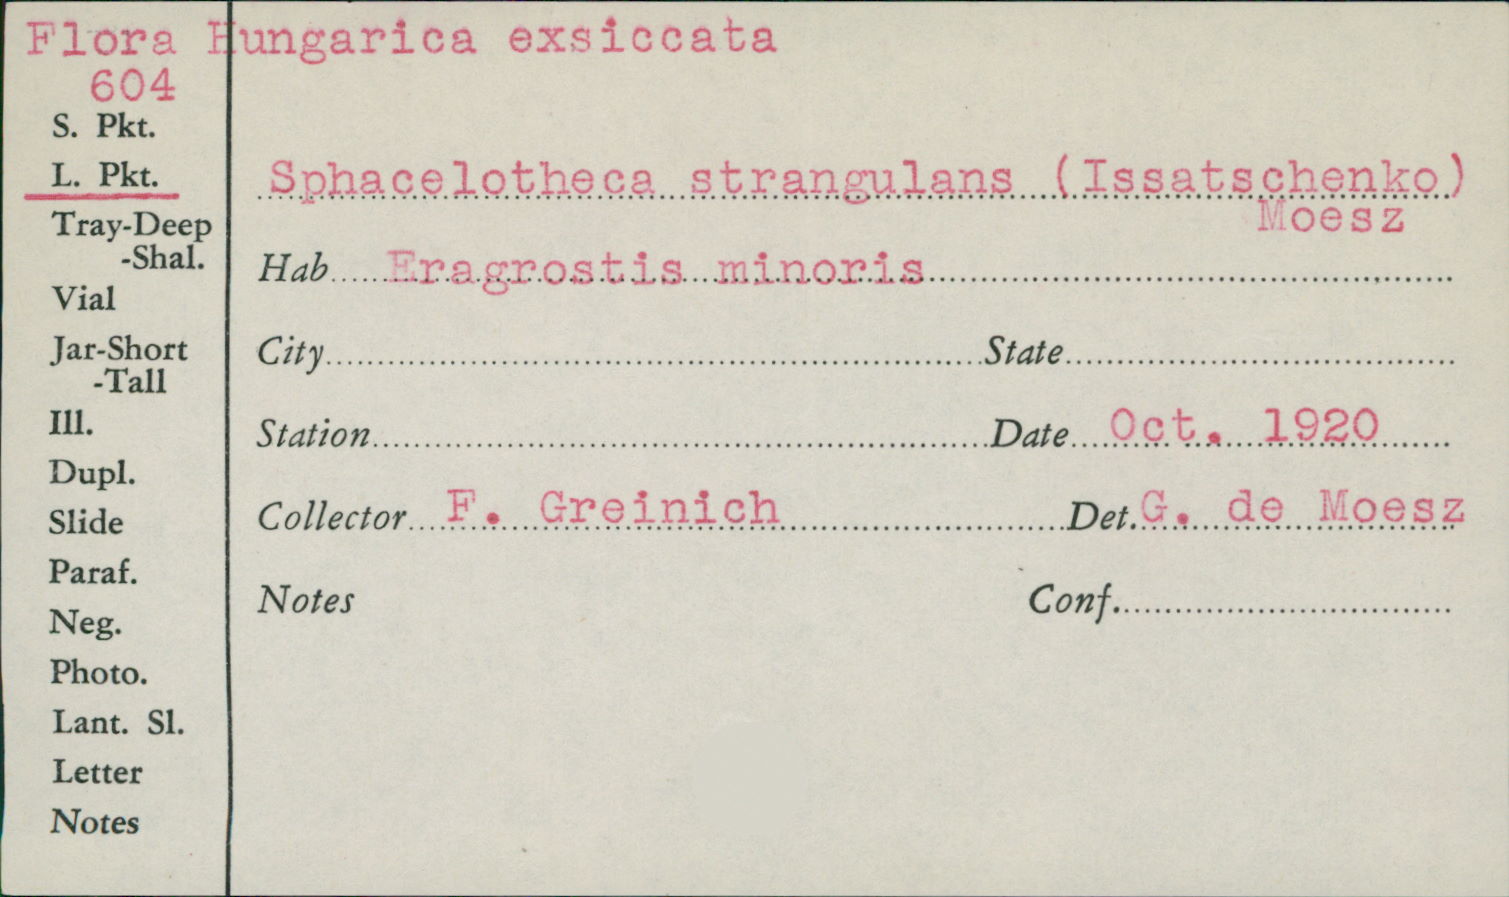 Flora Hungarica exsiccata
604
S. Pkt.
L. Pkt.
Tray-Deep
-Shal.
Vial
Jar-Short
-Tall
Ill.
Dupl.
Slide
Paraf.
Neg.
Photo.
Lant. Sl.
Letter
Notes
Sphacelotheca strangulans (Issatschenko)
Moesz
Hab. Eragrostis minoris
City State
Station Date Oct. 1920
Collector F. Greinich Det. G. de Moesz
Notes Conf.